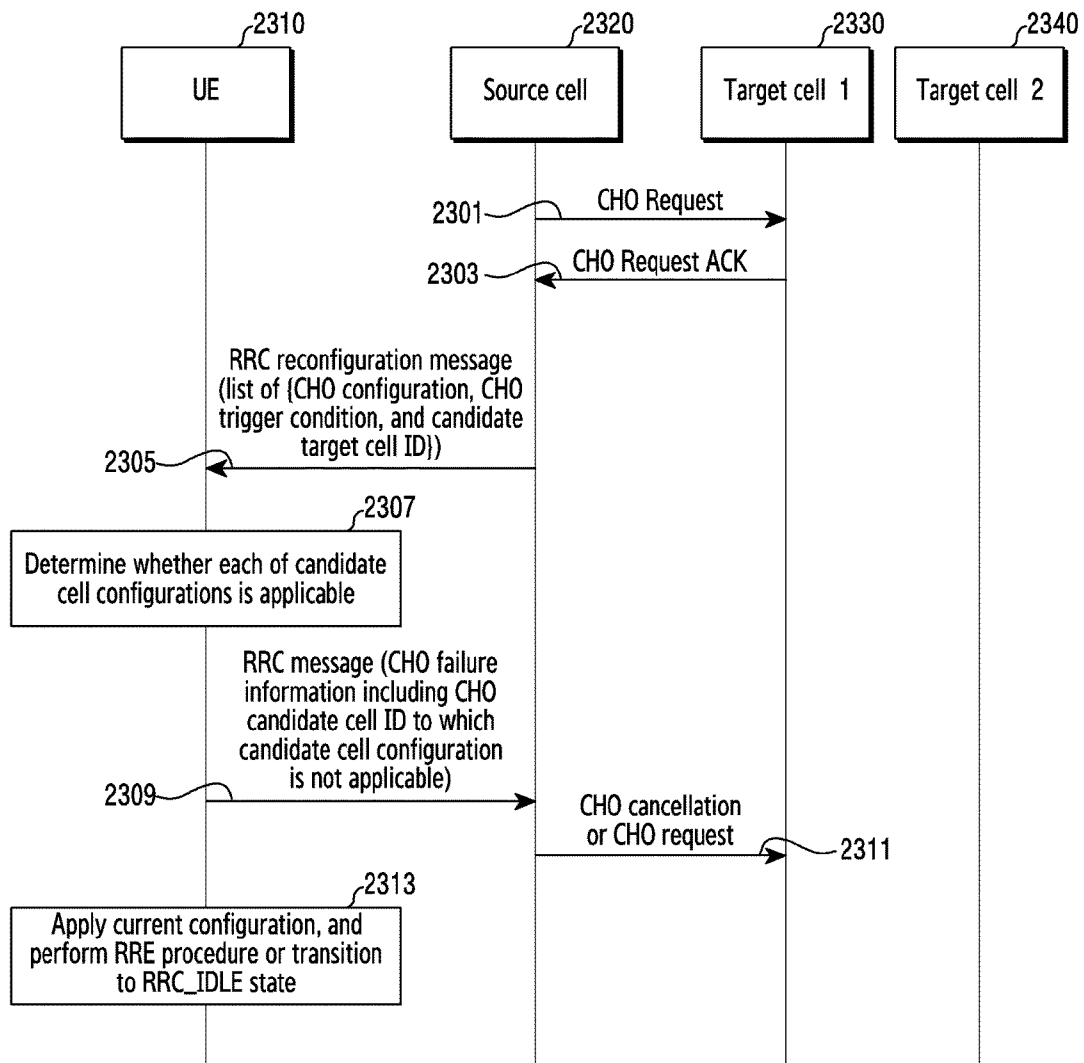 2310
2320
2330
2340
UE
Source cell
Target cell 1
Target cell 2
CHO Request
2301
CHO Request ACK
2303
RRC reconfiguration message
(list of {CHO configuration, CHO
trigger condition, and candidate
target cell ID})
2305
2307
Determine whether each of candidate
cell configurations is applicable
RRC message (CHO failure
information including CHO
candidate cell ID to which
candidate cell configuration
is not applicable)
2309
CHO cancellation
or CHO request
2311
2313
Apply current configuration, and
perform RRE procedure or transition
to RRC_IDLE state